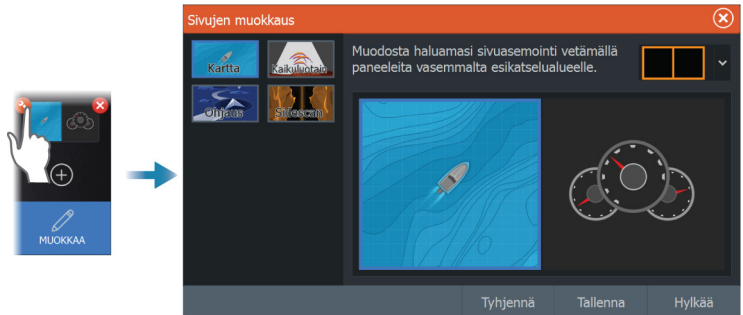 Sivujen muokkaus
Kartta
Kaikuluotain
Ohjaus
Sidescan
Muodosta haluamasi sivuasemointi vetämällä
paneeleita vasemmalta esikatselualueelle.
MUOKKAA
Tyhjennä
Tallenna
Hylkää